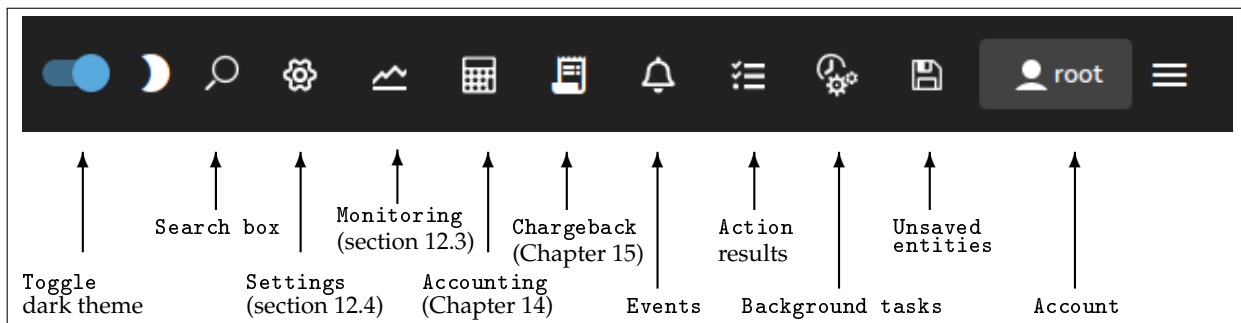 root
Search box
Monitoring
(section 12.3)
Chargeback
(Chapter 15)
Action
results
Unsaved
entities
Toggle
dark theme
Settings
(section 12.4)
Accounting
(Chapter 14)
Events
Background tasks
Account